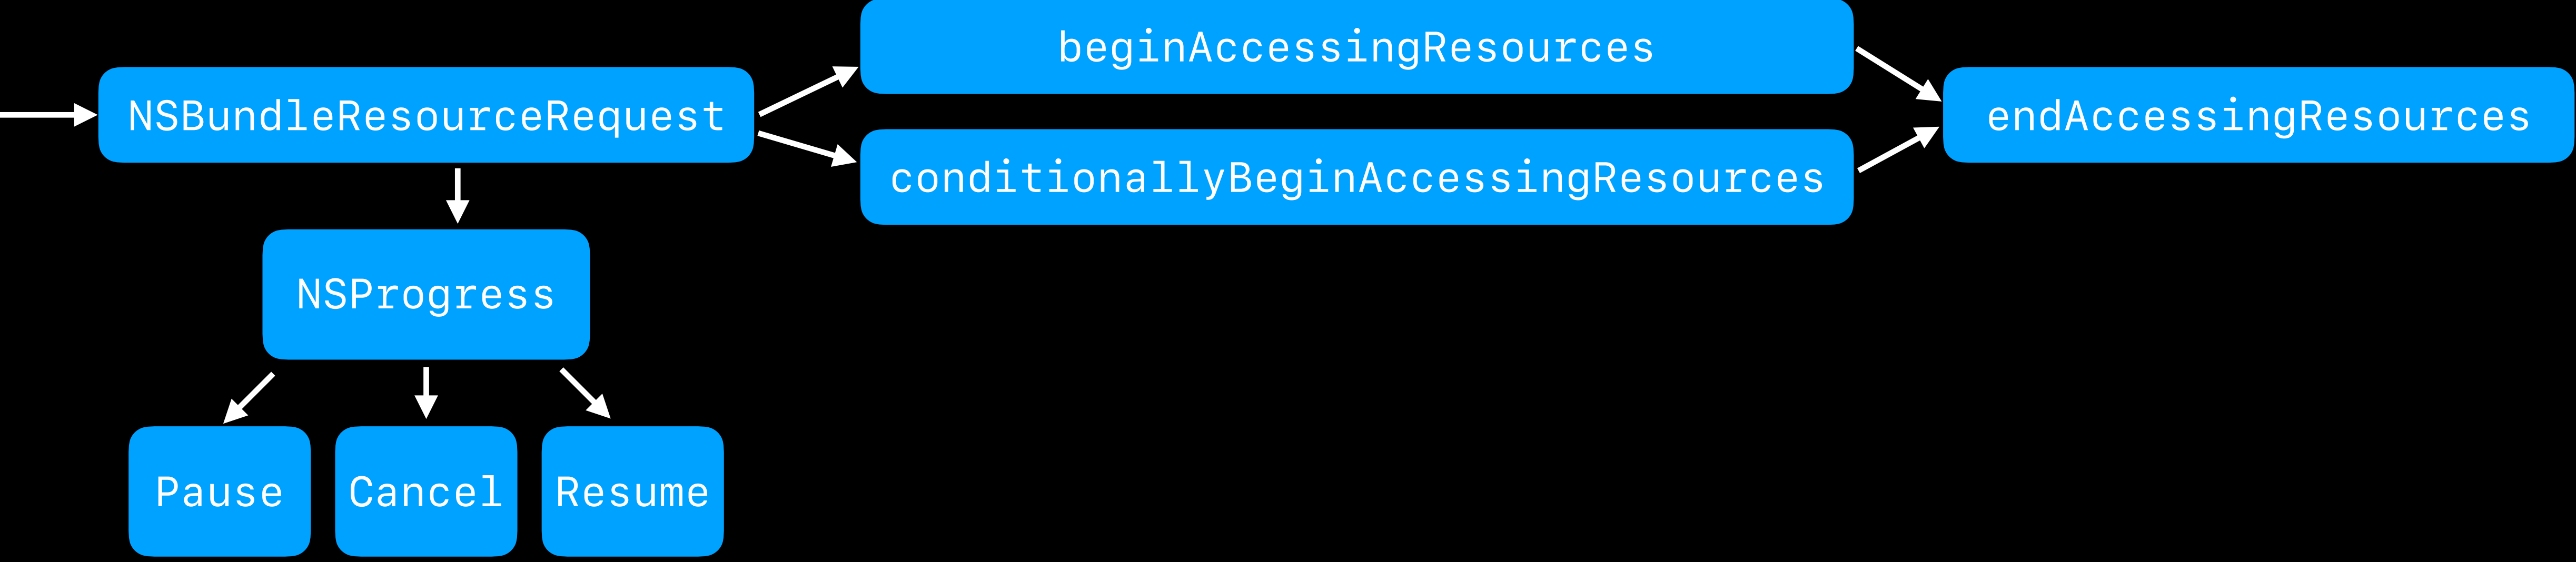 beginAccessingResources
NSBundleResourceRequest
endAccessingResources
conditionallyBeginAccessingResources
NSProgress
Pause
Cancel
Resume